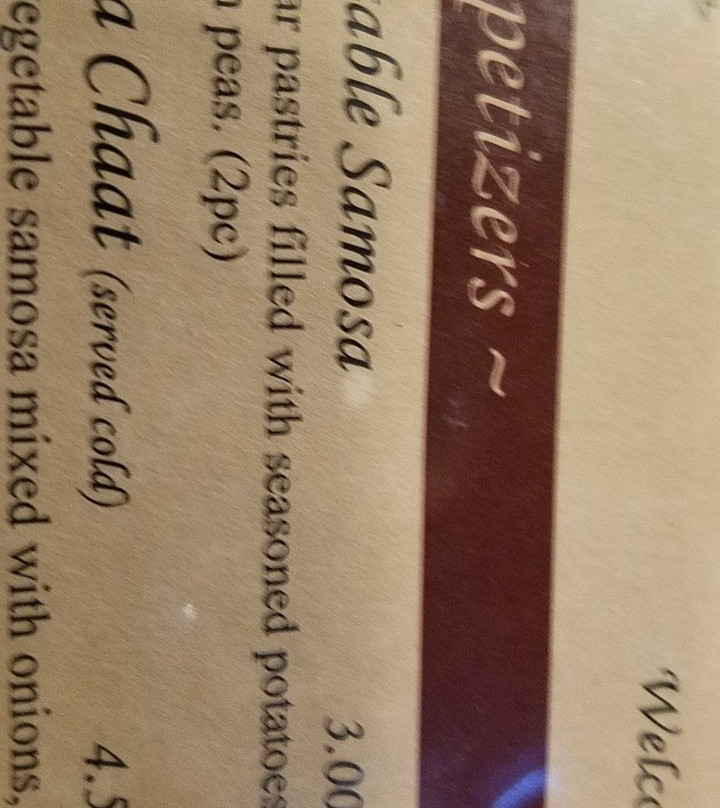 Welc
petizers ~
able Samosa 3.00
ar pastries filled with seasoned potatoes
n peas. (2pc)
a Chaat (served cold) 4.5
egetable samosa mixed with onions,